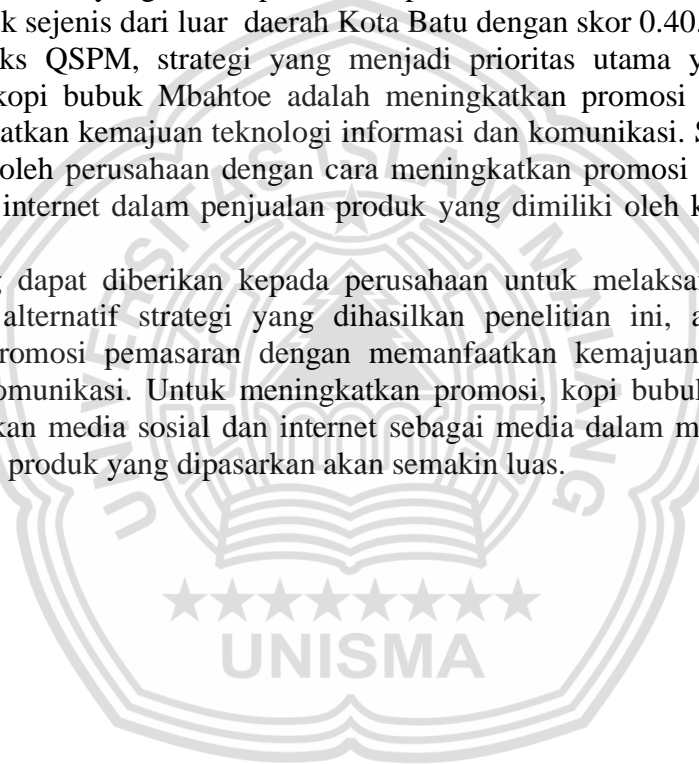 k sejenis dari luar daerah Kota Batu dengan skor 0.40.
ks QSPM, strategi yang menjadi prioritas utama y
kopi bubuk Mbahtoe adalah meningkatkan promosi
atkan kemajuan teknologi informasi dan komunikasi. S
oleh perusahaan dengan cara meningkatkan promosi
internet dalam penjualan produk yang dimiliki oleh k
g dapat diberikan kepada perusahaan untuk melaksa
alternatif strategi yang dihasilkan penelitian ini, a
romosi pemasaran dengan memanfaatkan kemajuan
omunikasi. Untuk meningkatkan promosi, kopi bubu
kan media sosial dan internet sebagai media dalam m
produk yang dipasarkan akan semakin luas.
UNIVERSITAS ISLAM MALANG
UNISMA